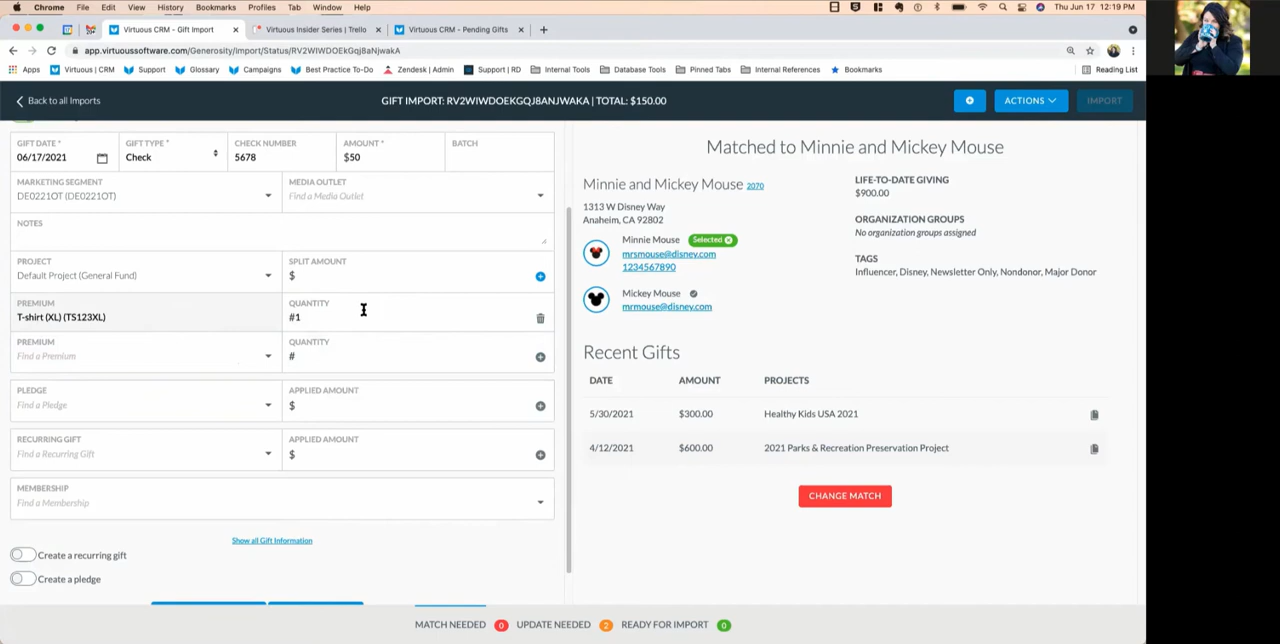 Chrome File Edit View History Bookmarks Profiles Tab Window Help Thu Jun 17 12:19 PM
Virtuous CRM - Gift Import Virtuous Insider Series | Trello Virtuous CRM - Pending Gifts
app.virtuoussoftware.com/Generosity/Import/Status/RV2WIWDOEkGqj8aNjwakA
Apps Virtuous | CRM Support Glossary Campaigns Best Practice To-Do Zendesk | Admin Support | RD Internal Tools Database Tools Pinned Tabs Internal References Bookmarks Reading List
Back to all Imports GIFT IMPORT: RV2WIWDOEKGQJ8ANJWAKA | TOTAL: $150.00 ACTIONS IMPORT
GIFT DATE * GIFT TYPE * CHECK NUMBER AMOUNT * BATCH
06/17/2021 Check 5678 $50
MARKETING SEGMENT MEDIA OUTLET
DE0221OT (DE0221OT) Find a Media Outlet
NOTES
PROJECT SPLIT AMOUNT
Default Project (General Fund) $
PREMIUM QUANTITY
T-shirt (XL) (TS123XL) #1
PREMIUM QUANTITY
Find a Premium #
PLEDGE APPLIED AMOUNT
Find a Pledge $
RECURRING GIFT APPLIED AMOUNT
Find a Recurring Gift $
MEMBERSHIP
Find a Membership
Show all Gift Information
Create a recurring gift
Create a pledge
Matched to Minnie and Mickey Mouse
Minnie and Mickey Mouse 2070
1313 W Disney Way
Anaheim, CA 92802
Minnie Mouse Selected
mrsmouse@disney.com
1234567890
Mickey Mouse
mrmouse@disney.com
LIFE-TO-DATE GIVING
$900.00
ORGANIZATION GROUPS
No organization groups assigned
TAGS
Influencer, Disney, Newsletter Only, Nondonor, Major Donor
Recent Gifts
DATE AMOUNT PROJECTS
5/30/2021 $300.00 Healthy Kids USA 2021
4/12/2021 $600.00 2021 Parks & Recreation Preservation Project
CHANGE MATCH
MATCH NEEDED 0 UPDATE NEEDED 2 READY FOR IMPORT 0